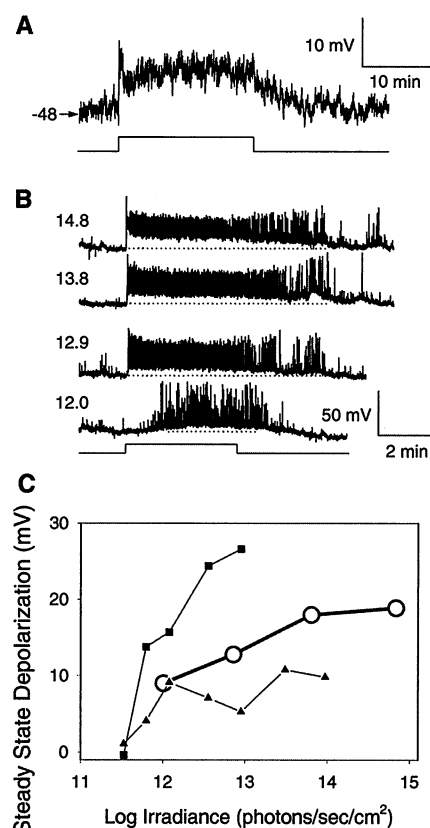 A
10 mV
10 min
-48
B
14.8
13.8
12.9
12.0
50 mV
2 min
C
Steady State Depolarization (mV)
30
20
10
0
11 12 13 14 15
Log Irradiance (photons/sec/cm²)